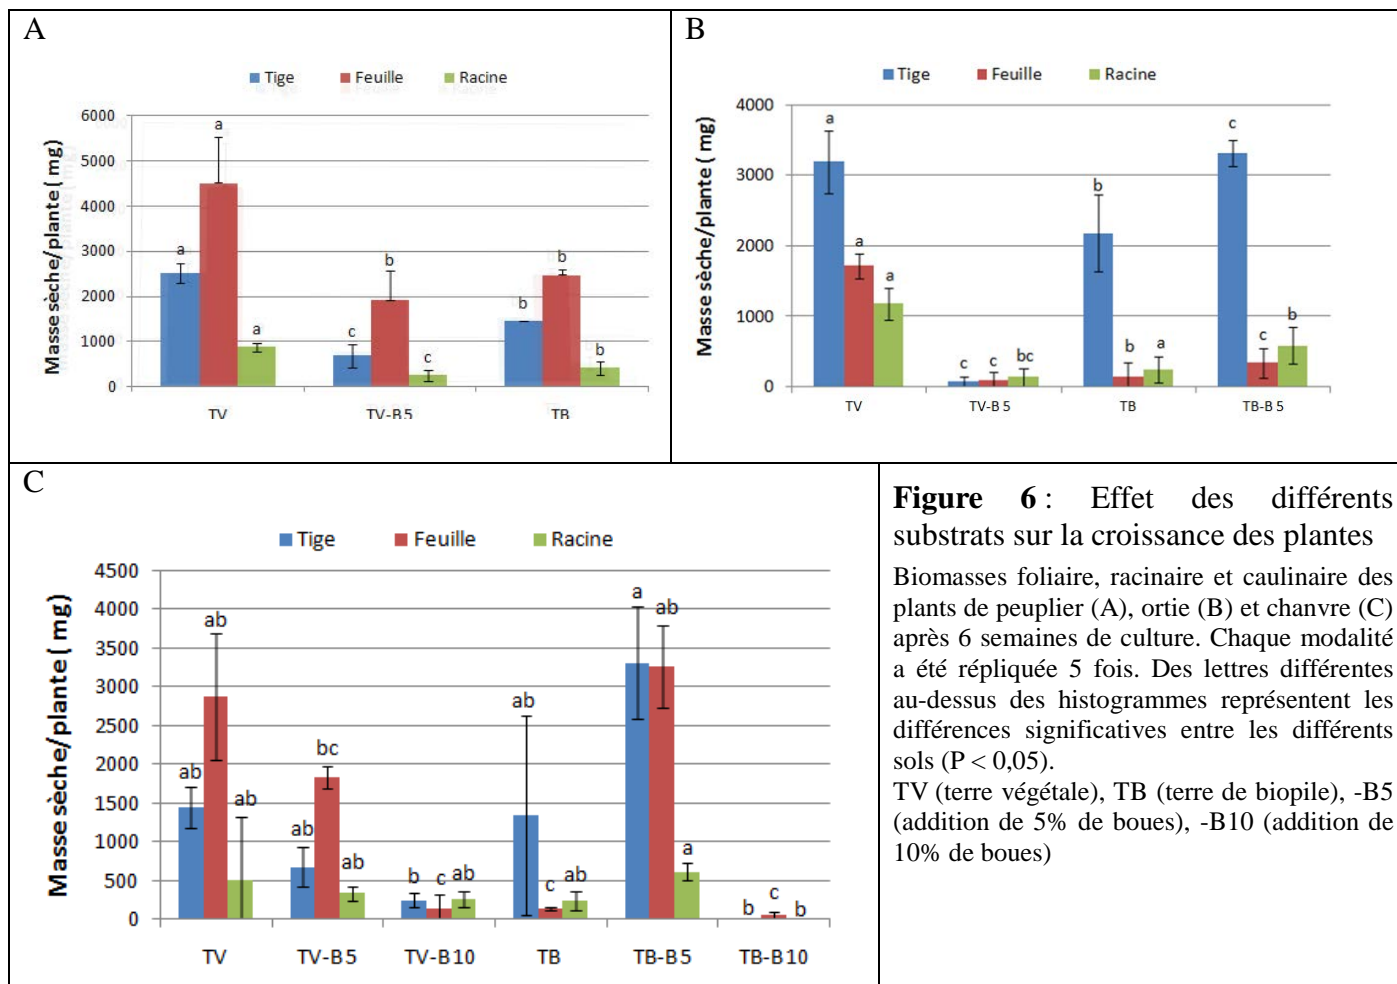 A
Tige Feuille Racine
Masse sèche/plante ( mg)
6000
5000
4000
3000
2000
1000
0
a
a
a
c
b
c
b
b
b
TV TV-B5 TB
B
Tige Feuille Racine
Masse sèche/plante ( mg)
4000
3000
2000
1000
0
a
a
a
c
c
bc
b
b
a
c
c
b
TV TV-B 5 TB TB-B 5
C
Tige Feuille Racine
Masse sèche/plante ( mg)
4500
4000
3500
3000
2500
2000
1500
1000
500
0
ab
ab
ab
ab
bc
ab
b
c
ab
ab
c
ab
a
ab
a
b
c
b
TV TV-B5 TV-B10 TB TB-B5 TB-B10
Figure 6 : Effet des différents
substrats sur la croissance des plantes
Biomasses foliaire, racinaire et caulinaire des
plants de peuplier (A), ortie (B) et chanvre (C)
après 6 semaines de culture. Chaque modalité
a été répliquée 5 fois. Des lettres différentes
au-dessus des histogrammes représentent les
différences significatives entre les différents
sols (P < 0,05).
TV (terre végétale), TB (terre de biopile), -B5
(addition de 5% de boues), -B10 (addition de
10% de boues)